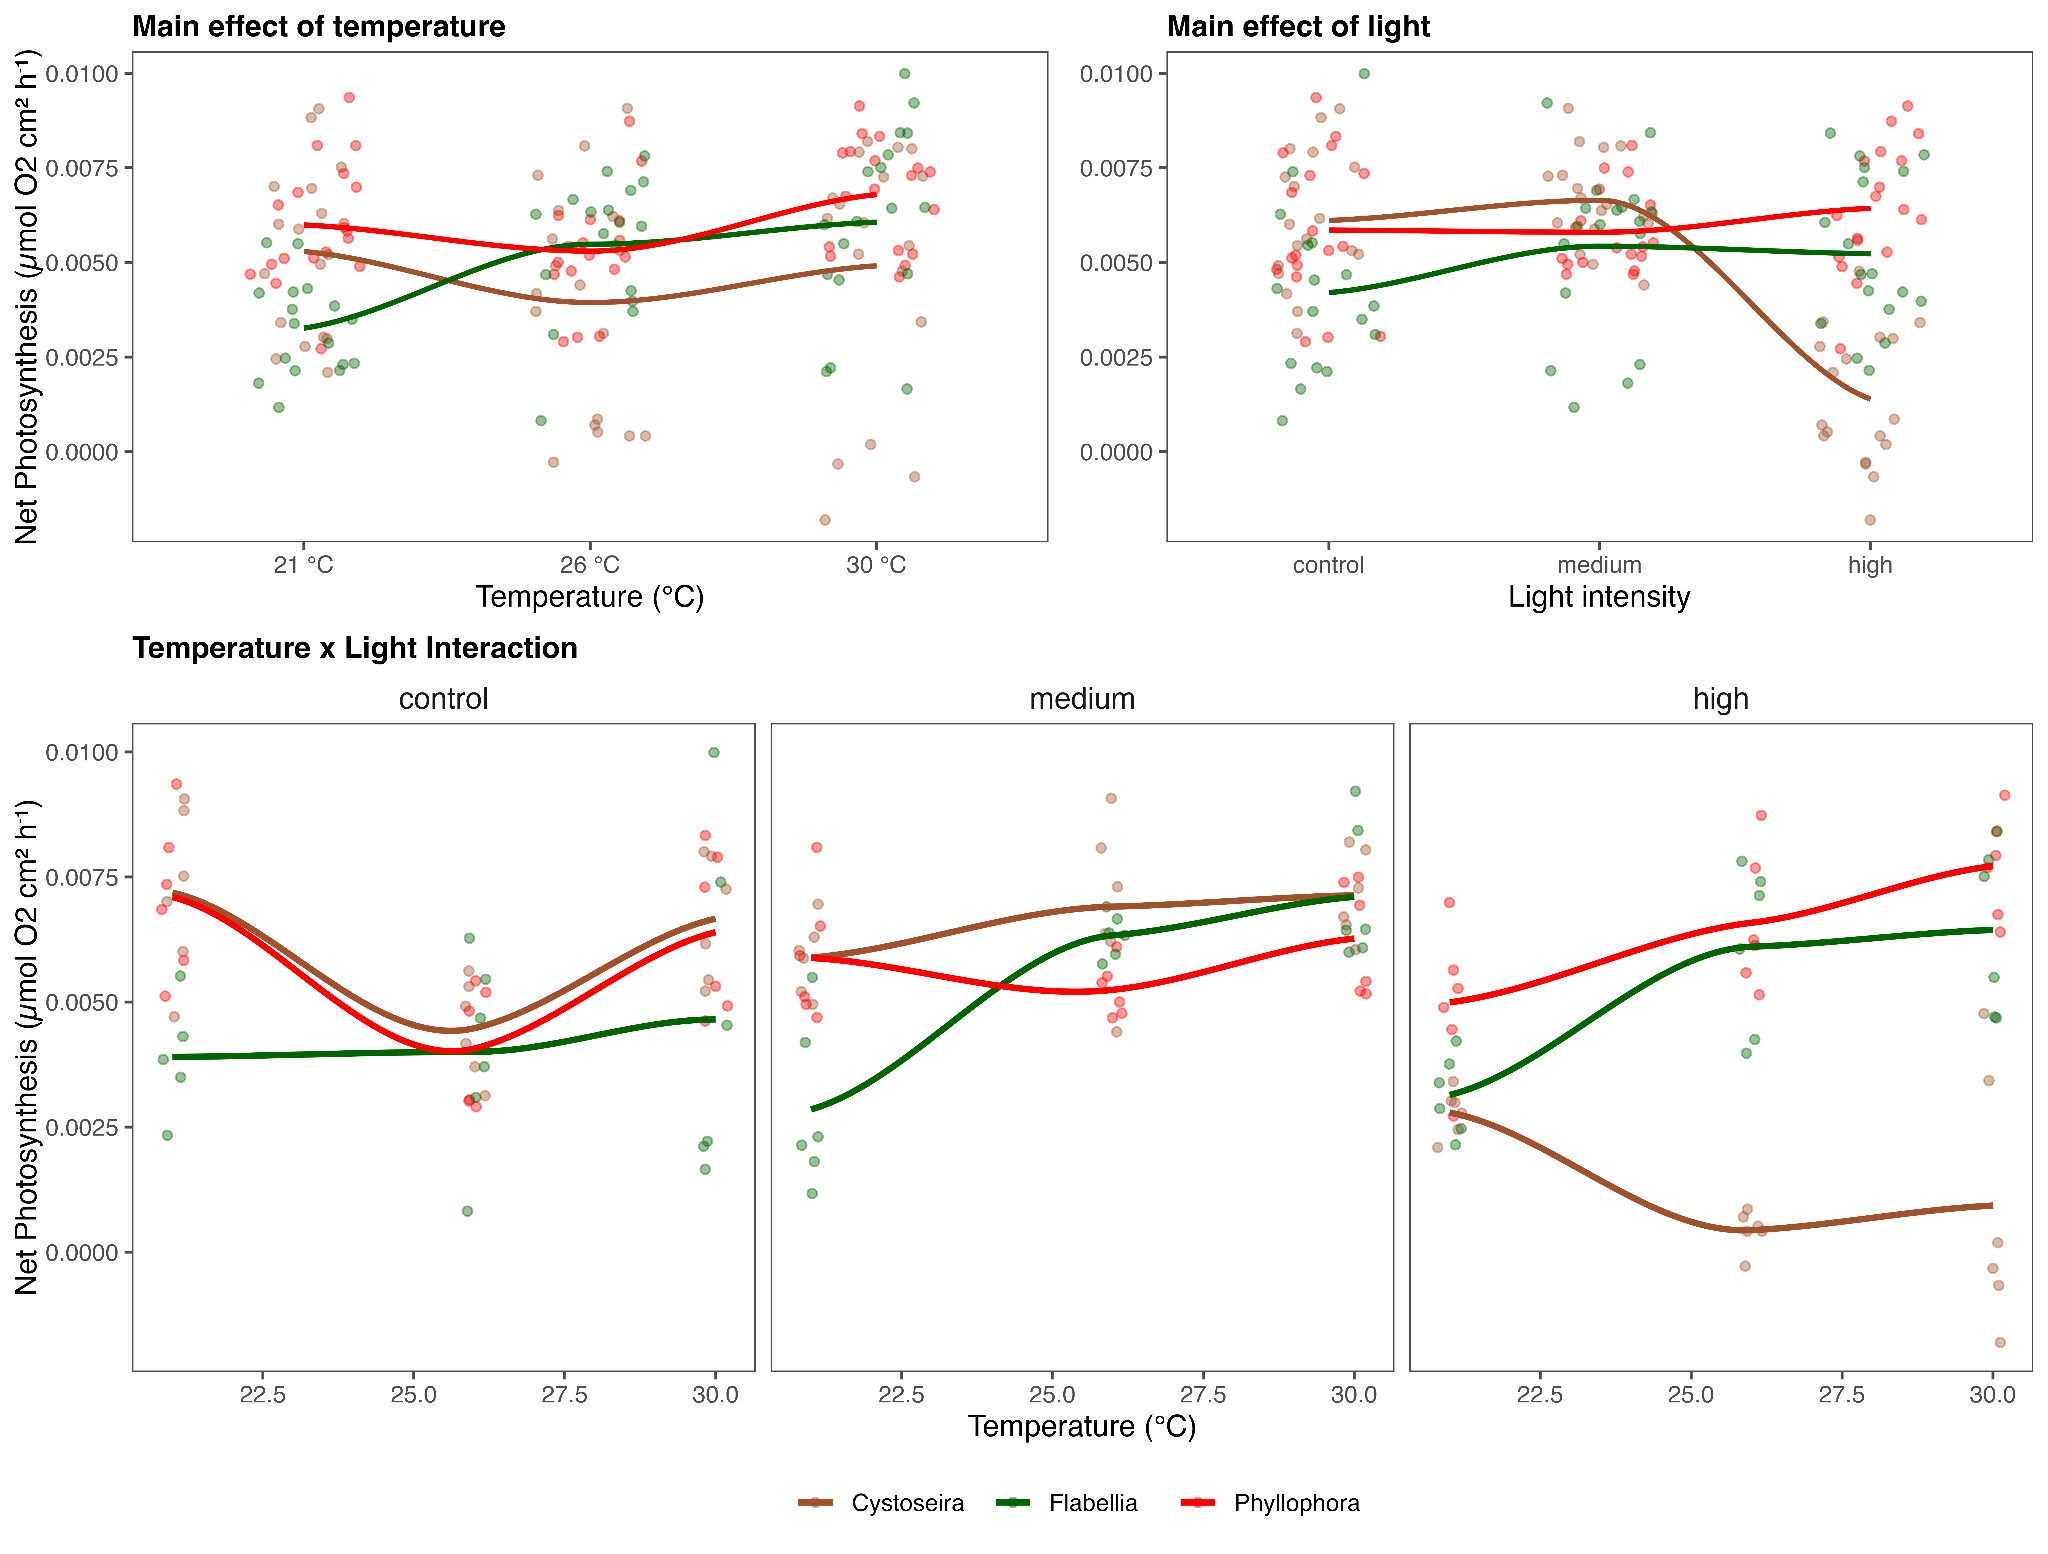 Main effect of temperature
Main effect of light
Net Photosynthesis (µmol O2 cm² h⁻¹)
0.0100
0.0075
0.0050
0.0025
0.0000
21 °C 26 °C 30 °C
Temperature (°C)
0.0100
0.0075
0.0050
0.0025
0.0000
control medium high
Light intensity
Temperature x Light Interaction
control medium high
Net Photosynthesis (µmol O2 cm² h⁻¹)
0.0100
0.0075
0.0050
0.0025
0.0000
22.5 25.0 27.5 30.0 22.5 25.0 27.5 30.0 22.5 25.0 27.5 30.0
Temperature (°C)
Cystoseira Flabellia Phyllophora